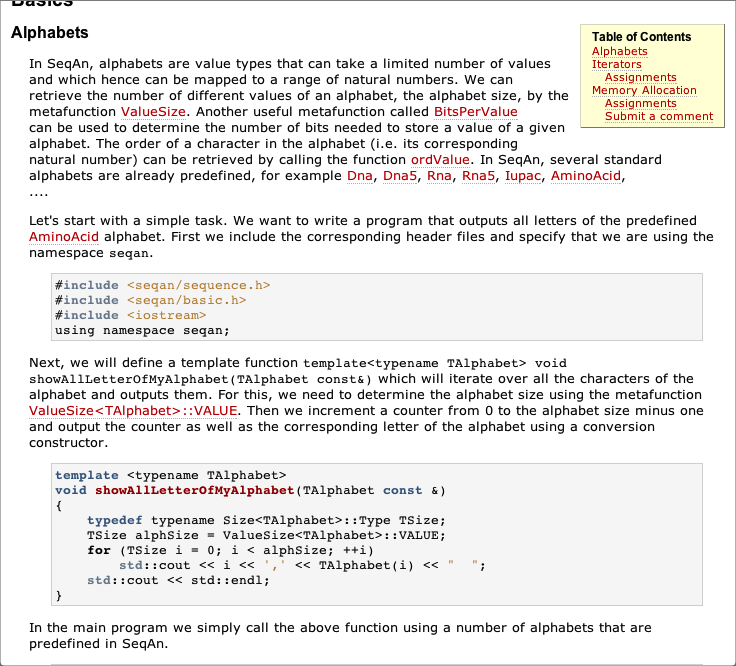 Basics
Alphabets
Table of Contents
Alphabets
Iterators
Assignments
Memory Allocation
Assignments
Submit a comment
In SeqAn, alphabets are value types that can take a limited number of values
and which hence can be mapped to a range of natural numbers. We can
retrieve the number of different values of an alphabet, the alphabet size, by the
metafunction ValueSize. Another useful metafunction called BitsPerValue
can be used to determine the number of bits needed to store a value of a given
alphabet. The order of a character in the alphabet (i.e. its corresponding
natural number) can be retrieved by calling the function ordValue. In SeqAn, several standard
alphabets are already predefined, for example Dna, Dna5, Rna, Rna5, Iupac, AminoAcid,
....
Let's start with a simple task. We want to write a program that outputs all letters of the predefined
AminoAcid alphabet. First we include the corresponding header files and specify that we are using the
namespace seqan.
#include <seqan/sequence.h>
#include <seqan/basic.h>
#include <iostream>
using namespace seqan;
Next, we will define a template function template<typename TAlphabet> void
showAllLetterOfMyAlphabet(TAlphabet const&) which will iterate over all the characters of the
alphabet and outputs them. For this, we need to determine the alphabet size using the metafunction
ValueSize<TAlphabet>::VALUE. Then we increment a counter from 0 to the alphabet size minus one
and output the counter as well as the corresponding letter of the alphabet using a conversion
constructor.
template <typename TAlphabet>
void showAllLetterOfMyAlphabet(TAlphabet const &)
{
    typedef typename Size<TAlphabet>::Type TSize;
    TSize alphSize = ValueSize<TAlphabet>::VALUE;
    for (TSize i = 0; i < alphSize; ++i)
        std::cout << i << ',' << TAlphabet(i) << "  ";
    std::cout << std::endl;
}
In the main program we simply call the above function using a number of alphabets that are
predefined in SeqAn.